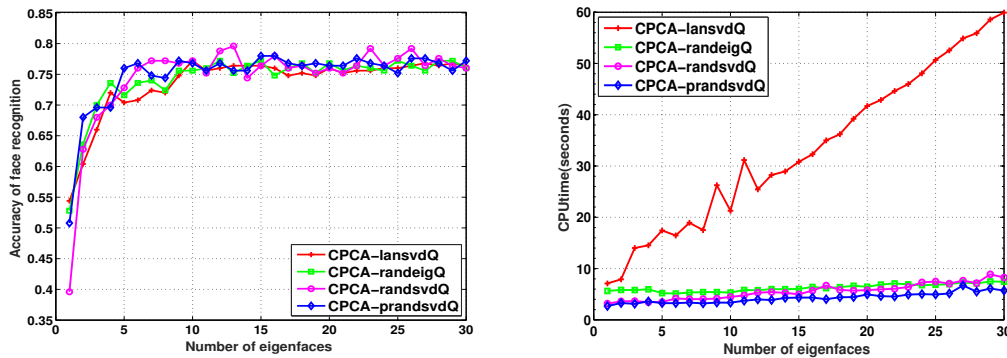 0.85
0.8
0.75
0.7
0.65
0.6
0.55
0.5
0.45
0.4
0.35
0 5 10 15 20 25 30
Accuracy of face recognition
Number of eigenfaces
CPCA-lansvdQ
CPCA-randeigQ
CPCA-randsvdQ
CPCA-prandsvdQ
60
50
40
30
20
10
0
0 5 10 15 20 25 30
CPUtime(seconds)
Number of eigenfaces
CPCA-lansvdQ
CPCA-randeigQ
CPCA-randsvdQ
CPCA-prandsvdQ